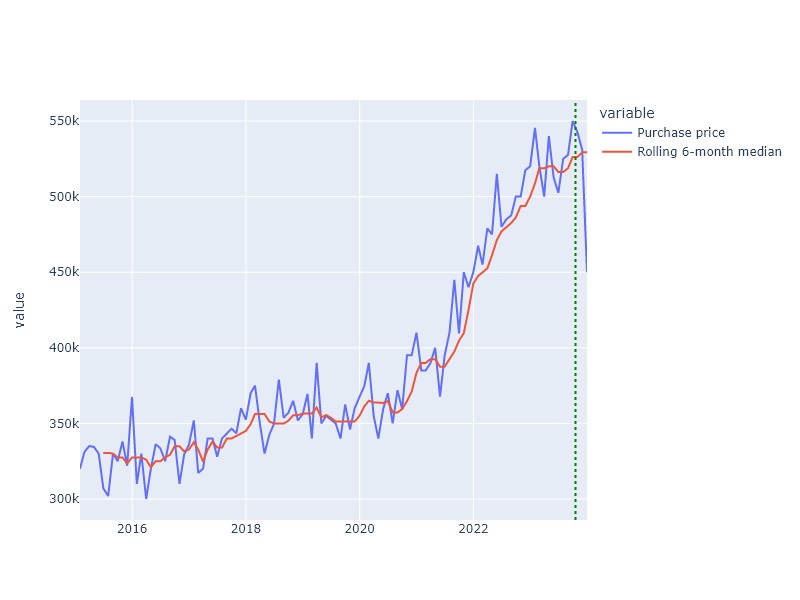 variable
Purchase price
Rolling 6-month median
550k
500k
450k
400k
350k
300k
value
2016
2018
2020
2022